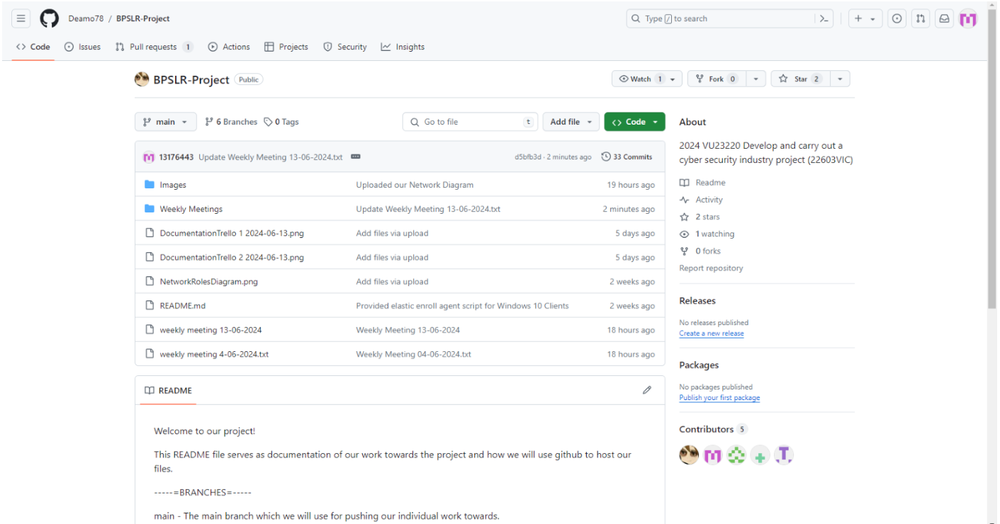 Deamo78 / BPSLR-Project
Type / to search
Code Issues Pull requests 1 Actions Projects Security Insights
BPSLR-Project Public
Watch 1 Fork 0 Star 2
main 6 Branches 0 Tags Go to file t Add file Code
13176443 Update Weekly Meeting 13-06-2024.txt d5bfb3d · 2 minutes ago 33 Commits
Images Uploaded our Network Diagram 19 hours ago
Weekly Meetings Update Weekly Meeting 13-06-2024.txt 2 minutes ago
DocumentationTrello 1 2024-06-13.png Add files via upload 5 days ago
DocumentationTrello 2 2024-06-13.png Add files via upload 5 days ago
NetworkRolesDiagram.png Add files via upload 2 weeks ago
README.md Provided elastic enroll agent script for Windows 10 Clients 2 weeks ago
weekly meeting 13-06-2024 Weekly Meeting 13-06-2024 18 hours ago
weekly meeting 4-06-2024.txt Weekly Meeting 04-06-2024.txt 18 hours ago
README
Welcome to our project!
This README file serves as documentation of our work towards the project and how we will use github to host our
files.
-----=BRANCHES=-----
main - The main branch which we will use for pushing our individual work towards.
About
2024 VU23220 Develop and carry out a
cyber security industry project (22603VIC)
Readme
Activity
2 stars
1 watching
0 forks
Report repository
Releases
No releases published
Create a new release
Packages
No packages published
Publish your first package
Contributors 5